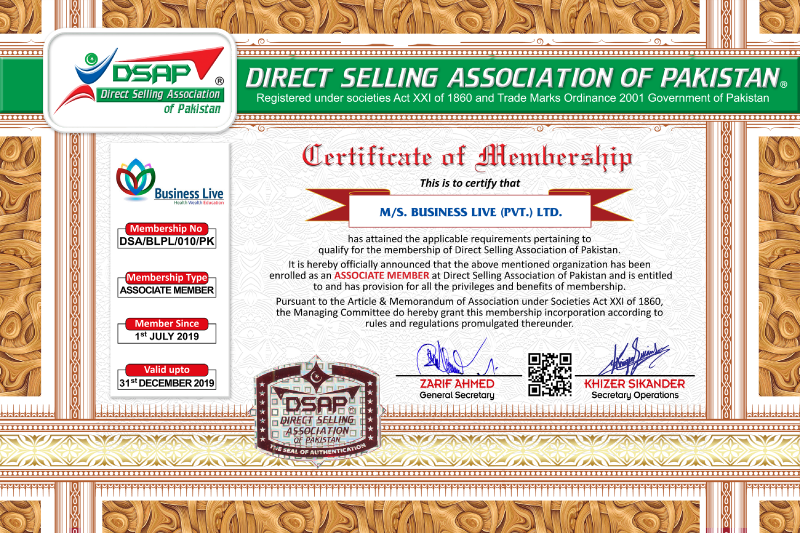 DSAP®
Direct Selling Association
of Pakistan
DIRECT SELLING ASSOCIATION OF PAKISTAN®
Registered under societies Act XXI of 1860 and Trade Marks Ordinance 2001 Government of Pakistan
Business Live
Health Wealth Education
Membership No
DSA/BLPL/010/PK
Membership Type
ASSOCIATE MEMBER
Member Since
1st JULY 2019
Valid upto
31st DECEMBER 2019
Certificate of Membership
This is to certify that
M/S. BUSINESS LIVE (PVT.) LTD.
has attained the applicable requirements pertaining to
qualify for the membership of Direct Selling Association of Pakistan.
It is hereby officially announced that the above mentioned organization has been
enrolled as an ASSOCIATE MEMBER at Direct Selling Association of Pakistan and is entitled
to and has provision for all the privileges and benefits of membership.
Pursuant to the Article & Memorandum of Association under Societies Act XXI of 1860,
the Managing Committee do hereby grant this membership incorporation according to
rules and regulations promulgated thereunder.
ZARIF AHMED
General Secretary
KHIZER SIKANDER
Secretary Operations
DSAP
DIRECT SELLING
ASSOCIATION
OF PAKISTAN
THE SEAL OF AUTHENTICATION